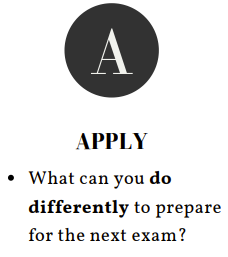 A
APPLY
• What can you do
differently to prepare
for the next exam?